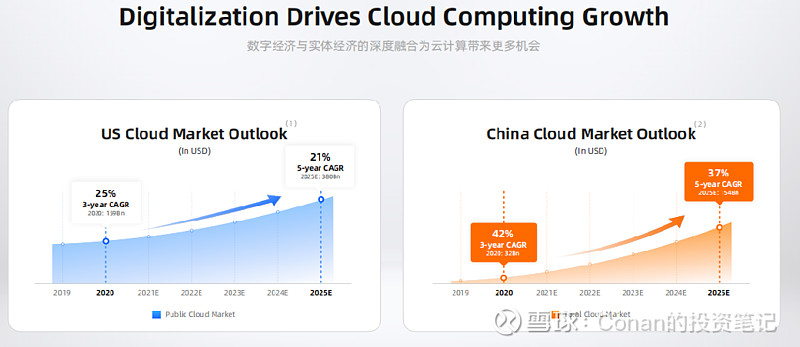 Digitalization Drives Cloud Computing Growth
数字经济与实体经济的深度融合为云计算带来更多机会
US Cloud Market Outlook (1)
(In USD)
25%
3-year CAGR
2020: 198Bn
21%
5-year CAGR
2025E:
2019 2020 2021E 2022E 2023E 2024E 2025E
Public Cloud Market
China Cloud Market Outlook (2)
(In USD)
42%
3-year CAGR
2020: 32Bn
37%
5-year CAGR
2025E: 154Bn
2019 2020 2021E 2022E 2023E 2024E 2025E
Cloud Market
雪球：Conan的投资笔记